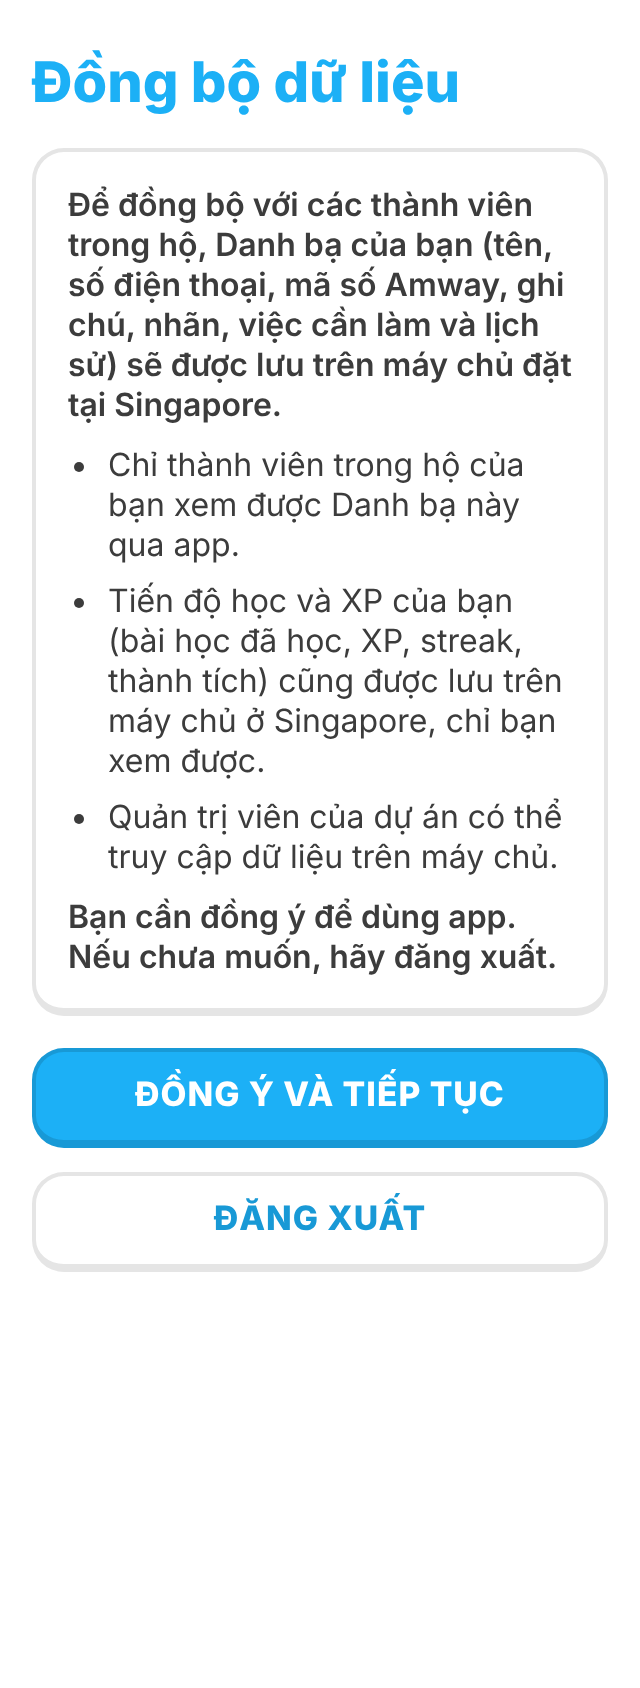 Đồng bộ dữ liệu
Để đồng bộ với các thành viên
trong hộ, Danh bạ của bạn (tên,
số điện thoại, mã số Amway, ghi
chú, nhãn, việc cần làm và lịch
sử) sẽ được lưu trên máy chủ đặt
tại Singapore.
• Chỉ thành viên trong hộ của
bạn xem được Danh bạ này
qua app.
• Tiến độ học và XP của bạn
(bài học đã học, XP, streak,
thành tích) cũng được lưu trên
máy chủ ở Singapore, chỉ bạn
xem được.
• Quản trị viên của dự án có thể
truy cập dữ liệu trên máy chủ.
Bạn cần đồng ý để dùng app.
Nếu chưa muốn, hãy đăng xuất.
ĐỒNG Ý VÀ TIẾP TỤC
ĐĂNG XUẤT